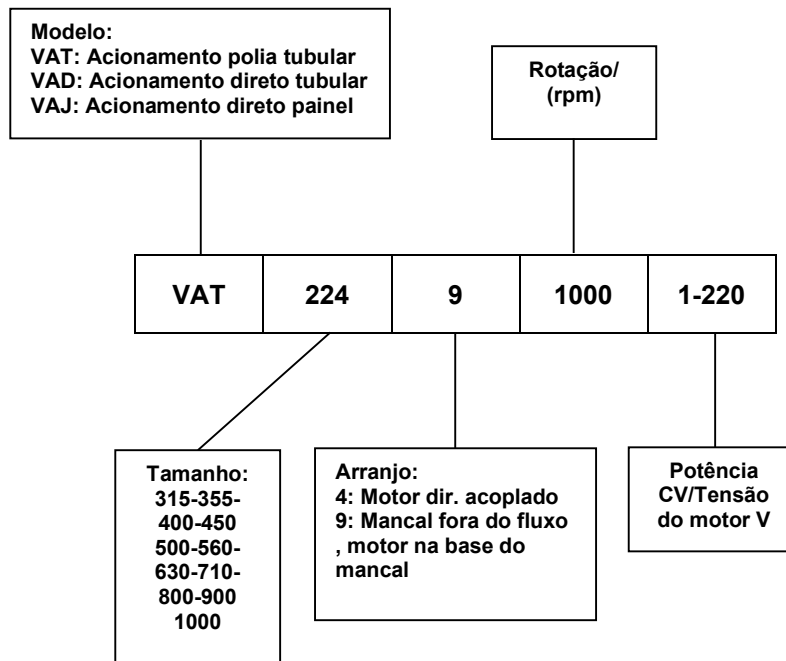 Modelo:
VAT: Acionamento polia tubular
VAD: Acionamento direto tubular
VAJ: Acionamento direto painel
Rotação/
(rpm)
VAT 224 9 1000 1-220
Tamanho:
315-355-
400-450
500-560-
630-710-
800-900
1000
Arranjo:
4: Motor dir. acoplado
9: Mancal fora do fluxo
, motor na base do
mancal
Potência
CV/Tensão
do motor V